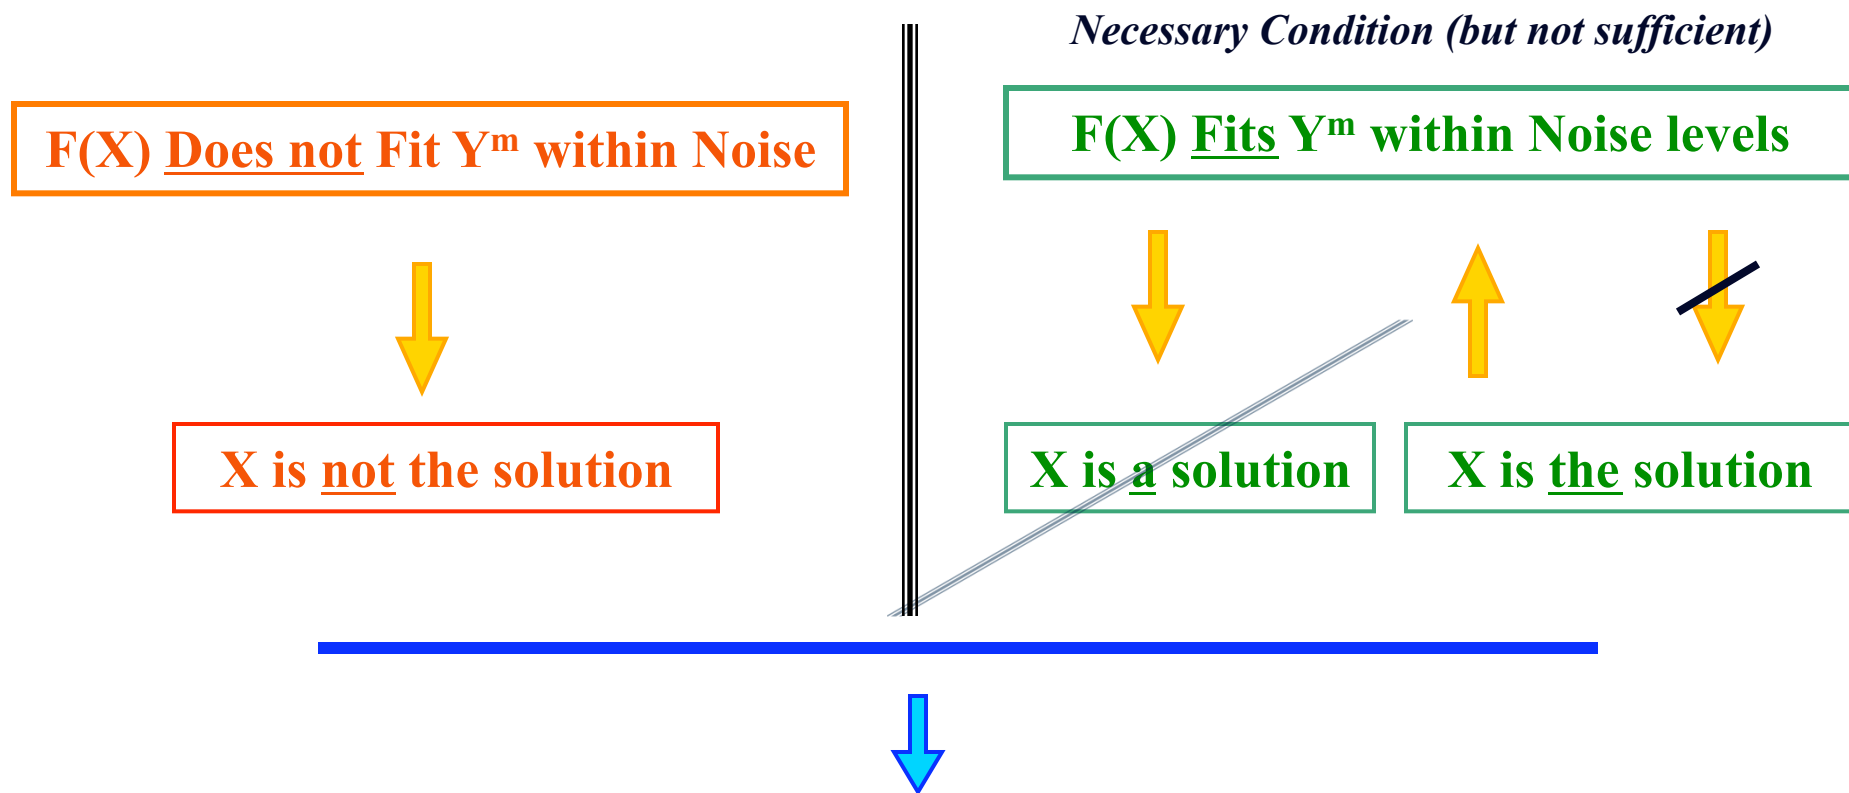 Necessary Condition (but not sufficient)
F(X) Does not Fit Yᵐ within Noise
F(X) Fits Yᵐ within Noise levels
X is not the solution
X is a solution
X is the solution